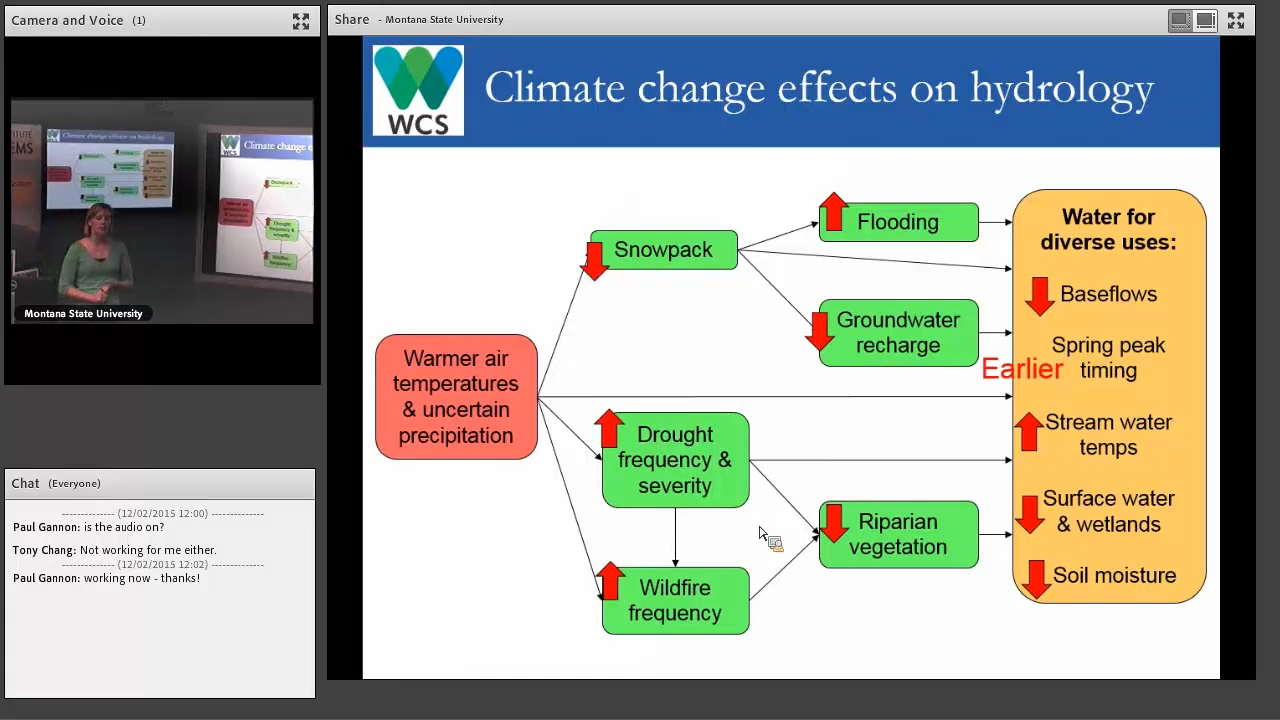 Camera and Voice (1)
Montana State University
Chat (Everyone)
-------------- (12/02/2015 12:00) --------------
Paul Gannon: is the audio on?
Tony Chang: Not working for me either.
-------------- (12/02/2015 12:02) --------------
Paul Gannon: working now - thanks!
Share - Montana State University
WCS
Climate change effects on hydrology
Warmer air
temperatures
& uncertain
precipitation
Snowpack
Drought
frequency &
severity
Wildfire
frequency
Flooding
Groundwater
recharge
Riparian
vegetation
Water for
diverse uses:
Baseflows
Earlier
Spring peak
timing
Stream water
temps
Surface water
& wetlands
Soil moisture